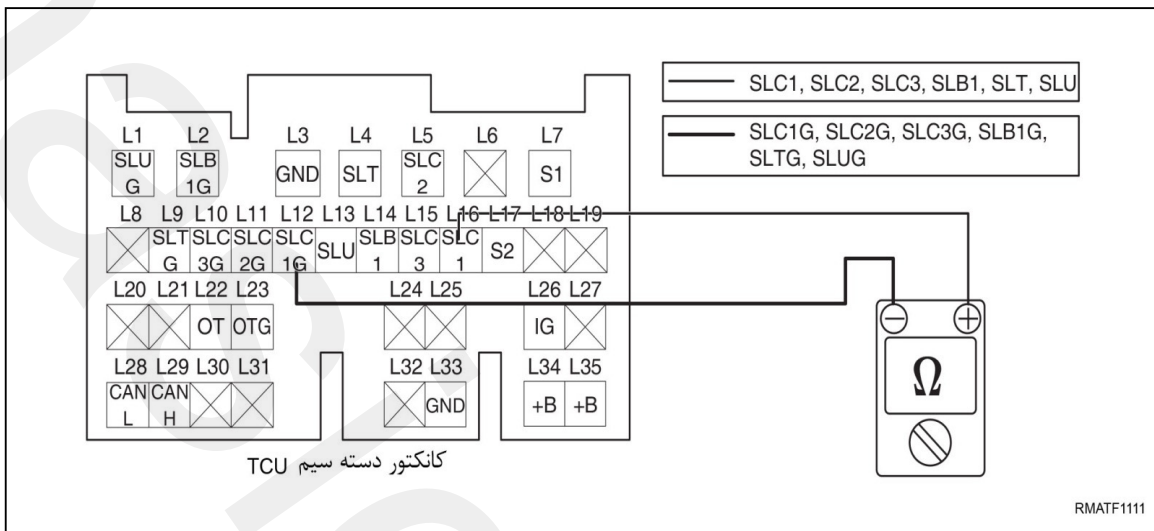 SLC1, SLC2, SLC3, SLB1, SLT, SLU
SLC1G, SLC2G, SLC3G, SLB1G,
SLTG, SLUG
L1 L2 L3 L4 L5 L6 L7
SLU G SLB 1G GND SLT SLC 2 S1
L8 L9 L10 L11 L12 L13 L14 L15 L16 L17 L18 L19
SLT G SLC 3G SLC 2G SLC 1G SLU SLB 1 SLC 3 SLC 1 S2
L20 L21 L22 L23 L24 L25 L26 L27
OT OTG IG
L28 L29 L30 L31 L32 L33 L34 L35
CAN L CAN H GND +B +B
− +
Ω
کانکتور دسته سیم TCU
RMATF1111